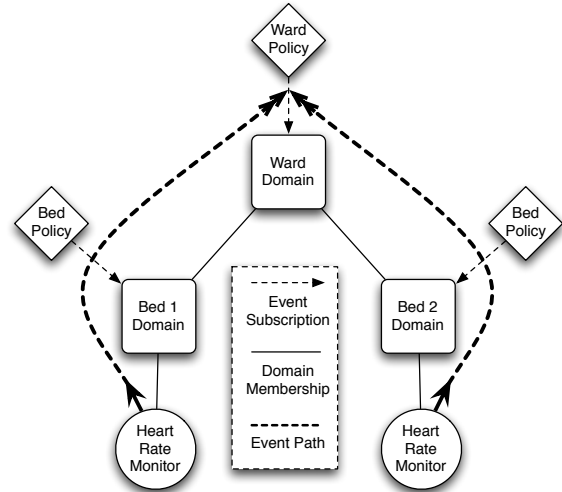 Ward
Policy
Ward
Domain
Bed
Policy
Bed
Policy
Bed 1
Domain
Bed 2
Domain
Event
Subscription
Domain
Membership
Event Path
Heart
Rate
Monitor
Heart
Rate
Monitor